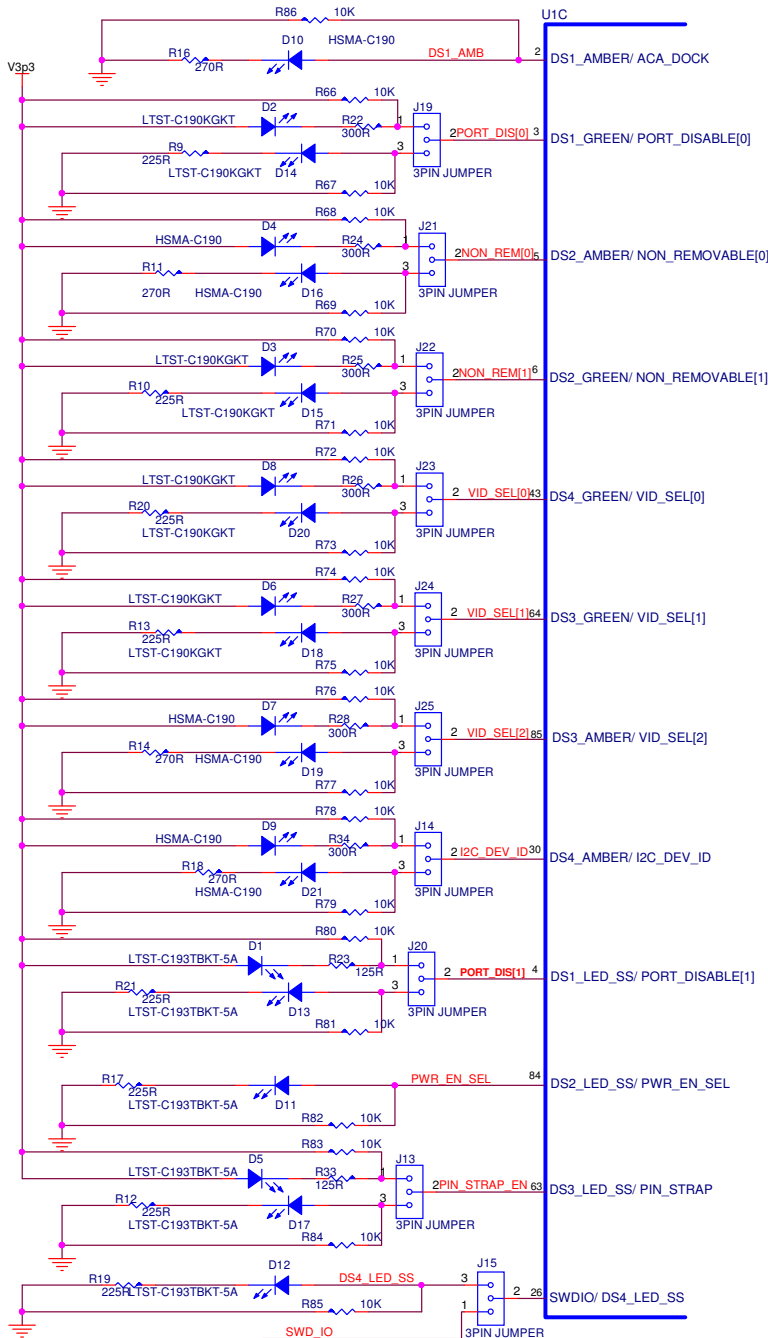 R86 10K U1C
D10 HSMA-C190
R16 270R DS1_AMB 2 DS1_AMBER/ ACA_DOCK
V3p3
R66 10K
D2 J19
LTST-C190KGKT R22 300R 1
2 PORT_DIS[0] 3 DS1_GREEN/ PORT_DISABLE[0]
R9 225R 3
LTST-C190KGKT D14
3PIN JUMPER
R67 10K
R68 10K
D4 J21
HSMA-C190 R24 300R 1
2 NON_REM[0] 5 DS2_AMBER/ NON_REMOVABLE[0]
R11 3
270R HSMA-C190 D16
3PIN JUMPER
R69 10K
R70 10K
D3 J22
LTST-C190KGKT R25 300R 1
2 NON_REM[1] 6 DS2_GREEN/ NON_REMOVABLE[1]
R10 225R 3
LTST-C190KGKT D15
3PIN JUMPER
R71 10K
R72 10K
D8 J23
LTST-C190KGKT R26 300R 1
2 VID_SEL[0] 43 DS4_GREEN/ VID_SEL[0]
R20 225R 3
LTST-C190KGKT D20
3PIN JUMPER
R73 10K
R74 10K
D6 J24
LTST-C190KGKT R27 300R 1
2 VID_SEL[1] 64 DS3_GREEN/ VID_SEL[1]
R13 225R 3
LTST-C190KGKT D18
3PIN JUMPER
R75 10K
R76 10K
D7 J25
HSMA-C190 R28 300R 1
2 VID_SEL[2] 85 DS3_AMBER/ VID_SEL[2]
R14 270R 3
HSMA-C190 D19
3PIN JUMPER
R77 10K
R78 10K
D9 J14
HSMA-C190 R34 300R 1
2 I2C_DEV_ID 30 DS4_AMBER/ I2C_DEV_ID
R18 270R 3
HSMA-C190 D21
3PIN JUMPER
R79 10K
R80 10K
D1 J20
LTST-C193TBKT-5A R23 125R 1
2 PORT_DIS[1] 4 DS1_LED_SS/ PORT_DISABLE[1]
R21 225R 3
LTST-C193TBKT-5A D13
3PIN JUMPER
R81 10K
R17 225R PWR_EN_SEL 84 DS2_LED_SS/ PWR_EN_SEL
LTST-C193TBKT-5A D11
R82 10K
R83 10K
D5 J13
LTST-C193TBKT-5A R33 125R 1
2 PIN_STRAP_EN 63 DS3_LED_SS/ PIN_STRAP
R12 225R 3
LTST-C193TBKT-5A D17
3PIN JUMPER
R84 10K
D12 J15
R19 225R LTST-C193TBKT-5A DS4_LED_SS 3
2 26 SWDIO/ DS4_LED_SS
R85 10K 1
SWD_IO 3PIN JUMPER